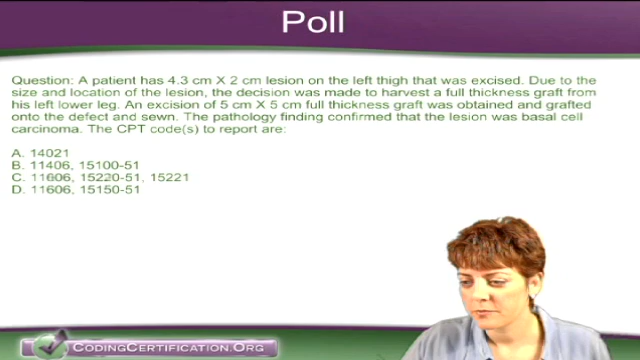 Poll
Question: A patient has 4.3 cm X 2 cm lesion on the left thigh that was excised. Due to the
size and location of the lesion, the decision was made to harvest a full thickness graft from
his left lower leg. An excision of 5 cm X 5 cm full thickness graft was obtained and grafted
onto the defect and sewn. The pathology finding confirmed that the lesion was basal cell
carcinoma. The CPT code(s) to report are:
A. 14021
B. 11406, 15100-51
C. 11606, 15220-51, 15221
D. 11606, 15150-51
CodingCertification.Org